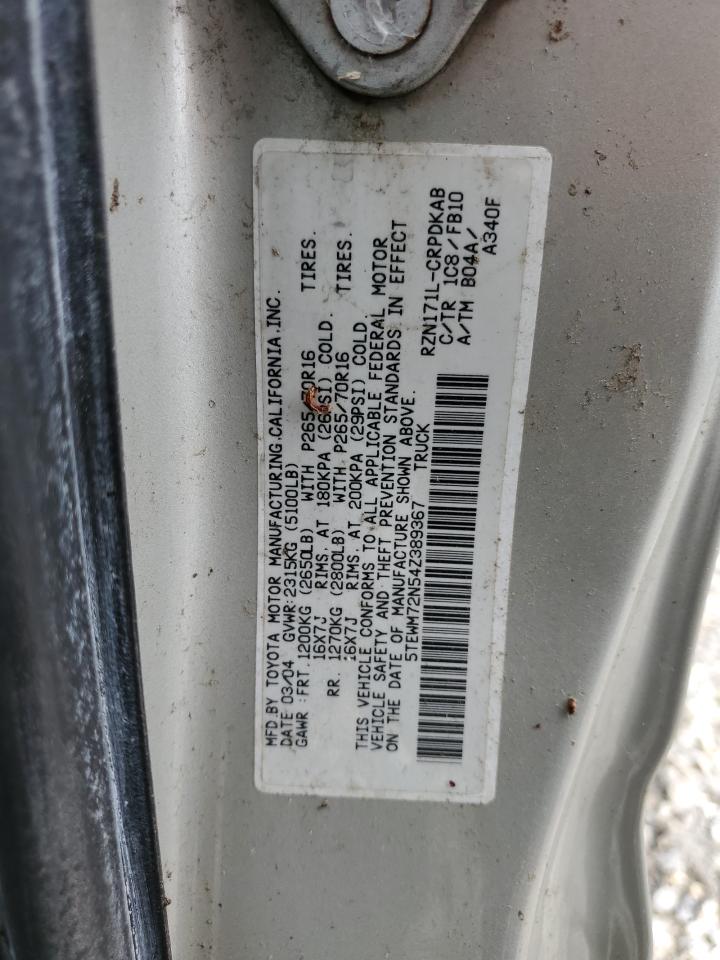 MFD.BY TOYOTA MOTOR MANUFACTURING.CALIFORNIA.INC.
DATE 03/04 GVWR:2315KG (5100LB)
GAWR : FRT. 1200KG (2650LB) WITH P265/70R16 TIRES.
16X7J RIMS. AT 180KPA (26PSI) COLD.
RR. 1270KG (2800LB) WITH P265/70R16 TIRES.
16X7J RIMS. AT 200KPA (29PSI) COLD.
THIS VEHICLE CONFORMS TO ALL APPLICABLE FEDERAL MOTOR
VEHICLE SAFETY AND THEFT PREVENTION STANDARDS IN EFFECT
ON THE DATE OF MANUFACTURE SHOWN ABOVE.
5TEWM72N54Z389367 TRUCK
RZN171L-CRPDKAB
C/TR 1C8/FB10
A/TM B04A/
A340F